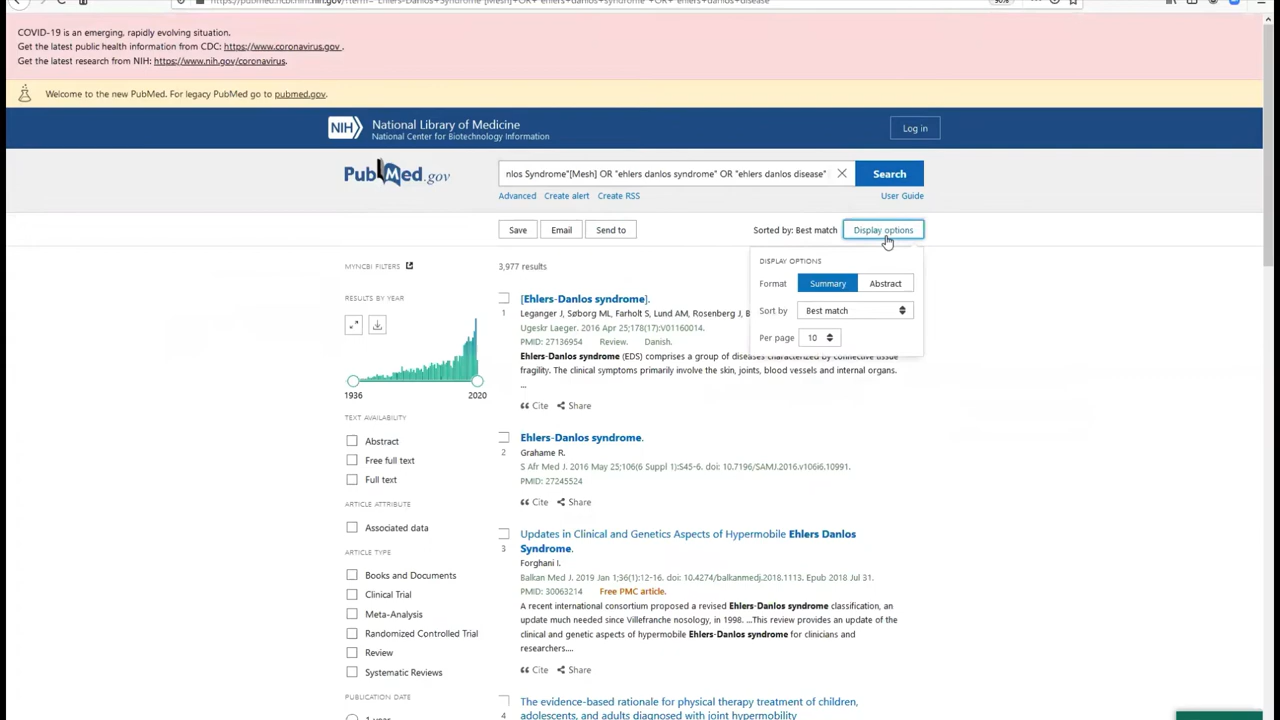 COVID-19 is an emerging, rapidly evolving situation.
Get the latest public health information from CDC: https://www.coronavirus.gov .
Get the latest research from NIH: https://www.nih.gov/coronavirus.
Welcome to the new PubMed. For legacy PubMed go to pubmed.gov.
NIH National Library of Medicine
National Center for Biotechnology Information
Log in
PubMed.gov
nlos Syndrome"[Mesh] OR "ehlers danlos syndrome" OR "ehlers danlos disease"
Search
Advanced Create alert Create RSS
User Guide
Save Email Send to
Sorted by: Best match Display options
DISPLAY OPTIONS
Format Summary Abstract
Sort by Best match
Per page 10
MYNCBI FILTERS
RESULTS BY YEAR
1936 2020
TEXT AVAILABILITY
Abstract
Free full text
Full text
ARTICLE ATTRIBUTE
Associated data
ARTICLE TYPE
Books and Documents
Clinical Trial
Meta-Analysis
Randomized Controlled Trial
Review
Systematic Reviews
PUBLICATION DATE
1 year
3,977 results
[Ehlers-Danlos syndrome].
1
Leganger J, Søborg ML, Farholt S, Lund AM, Rosenberg J, B
Ugeskr Laeger. 2016 Apr 25;178(17):V01160014.
PMID: 27136954 Review. Danish.
Ehlers-Danlos syndrome (EDS) comprises a group of diseases characterized by connective tissue
fragility. The clinical symptoms primarily involve the skin, joints, blood vessels and internal organs.
...
Cite Share
Ehlers-Danlos syndrome.
2
Grahame R.
S Afr Med J. 2016 May 25;106(6 Suppl 1):S45-6. doi: 10.7196/SAMJ.2016.v106i6.10991.
PMID: 27245524
Cite Share
Updates in Clinical and Genetics Aspects of Hypermobile Ehlers Danlos
Syndrome.
3
Forghani I.
Balkan Med J. 2019 Jan 1;36(1):12-16. doi: 10.4274/balkanmedj.2018.1113. Epub 2018 Jul 31.
PMID: 30063214 Free PMC article.
A recent international consortium proposed a revised Ehlers-Danlos syndrome classification, an
update much needed since Villefranche nosology, in 1998. ...This review provides an update of the
clinical and genetic aspects of hypermobile Ehlers-Danlos syndrome for clinicians and
researchers....
Cite Share
The evidence-based rationale for physical therapy treatment of children,
4
adolescents, and adults diagnosed with joint hypermobility